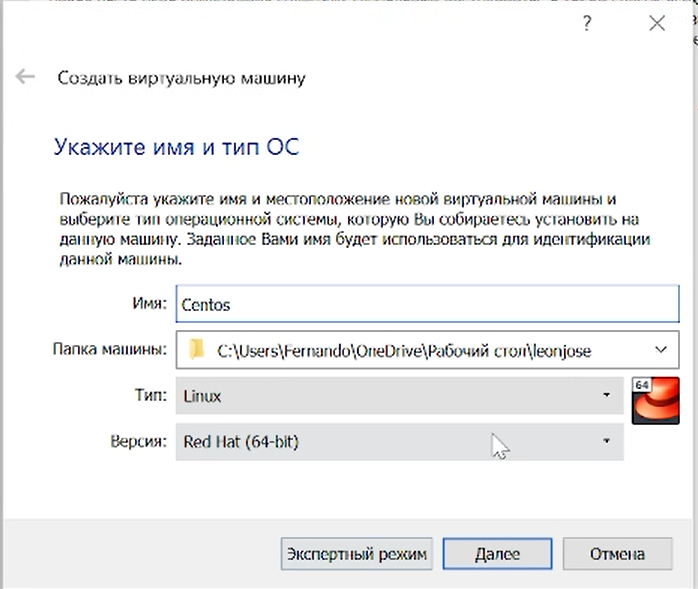 ?
Создать виртуальную машину
Укажите имя и тип ОС
Пожалуйста укажите имя и местоположение новой виртуальной машины и
выберите тип операционной системы, которую Вы собираетесь установить на
данную машину. Заданное Вами имя будет использоваться для идентификации
данной машины.
Имя: Centos
Папка машины: C:\Users\Fernando\OneDrive\Рабочий стол\leonjose
Тип: Linux
64
Версия: Red Hat (64-bit)
Экспертный режим Далее Отмена